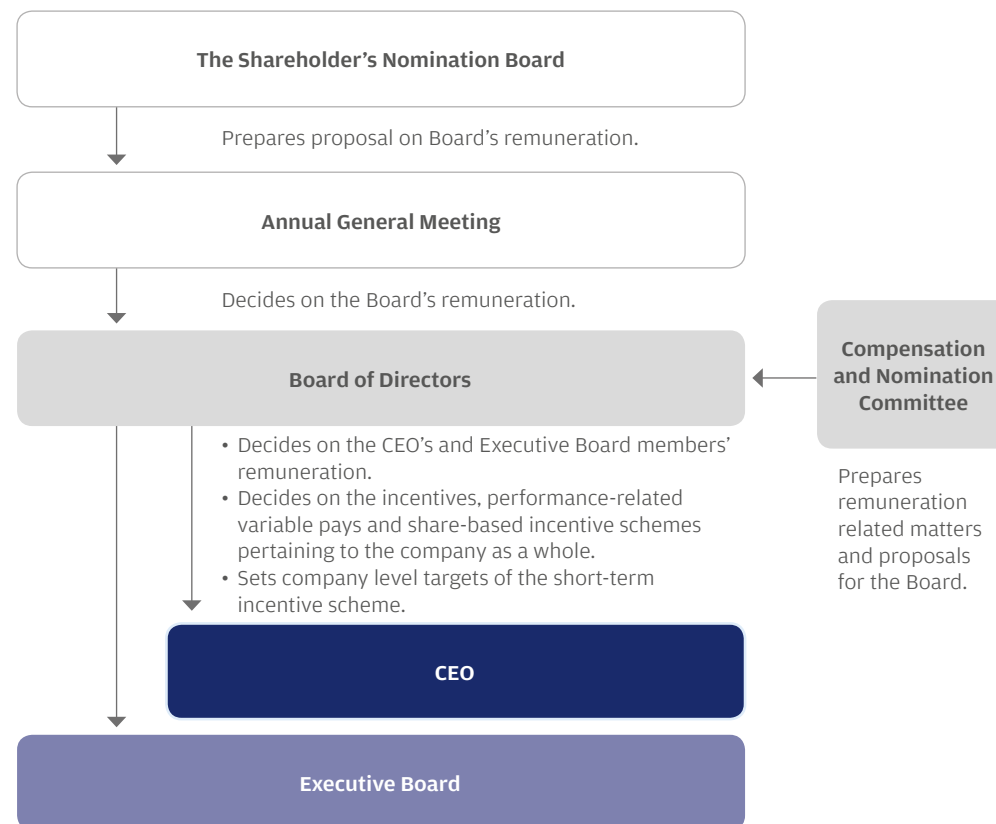 The Shareholder’s Nomination Board
Prepares proposal on Board’s remuneration.
Annual General Meeting
Decides on the Board’s remuneration.
Board of Directors
Compensation
and Nomination
Committee
Prepares
remuneration
related matters
and proposals
for the Board.
• Decides on the CEO’s and Executive Board members’
remuneration.
• Decides on the incentives, performance-related
variable pays and share-based incentive schemes
pertaining to the company as a whole.
• Sets company level targets of the short-term
incentive scheme.
CEO
Executive Board